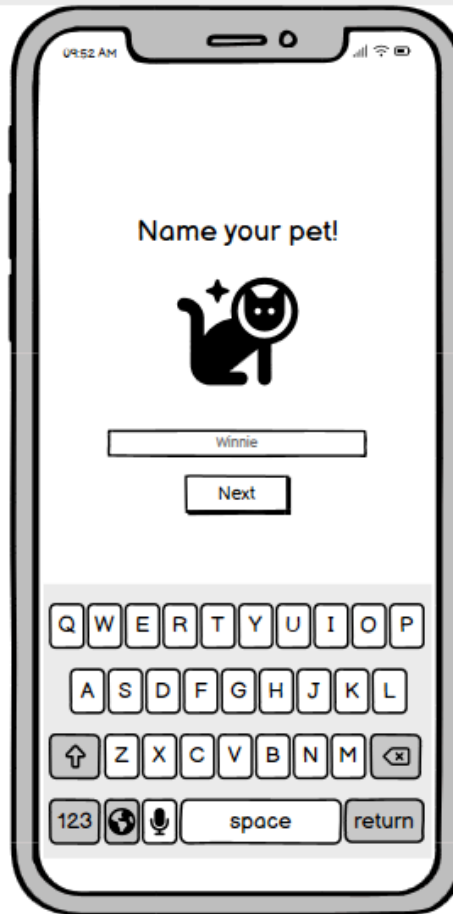 09:52 AM
Name your pet!
Winnie
Next
Q W E R T Y U I O P
A S D F G H J K L
Z X C V B N M
123 space return